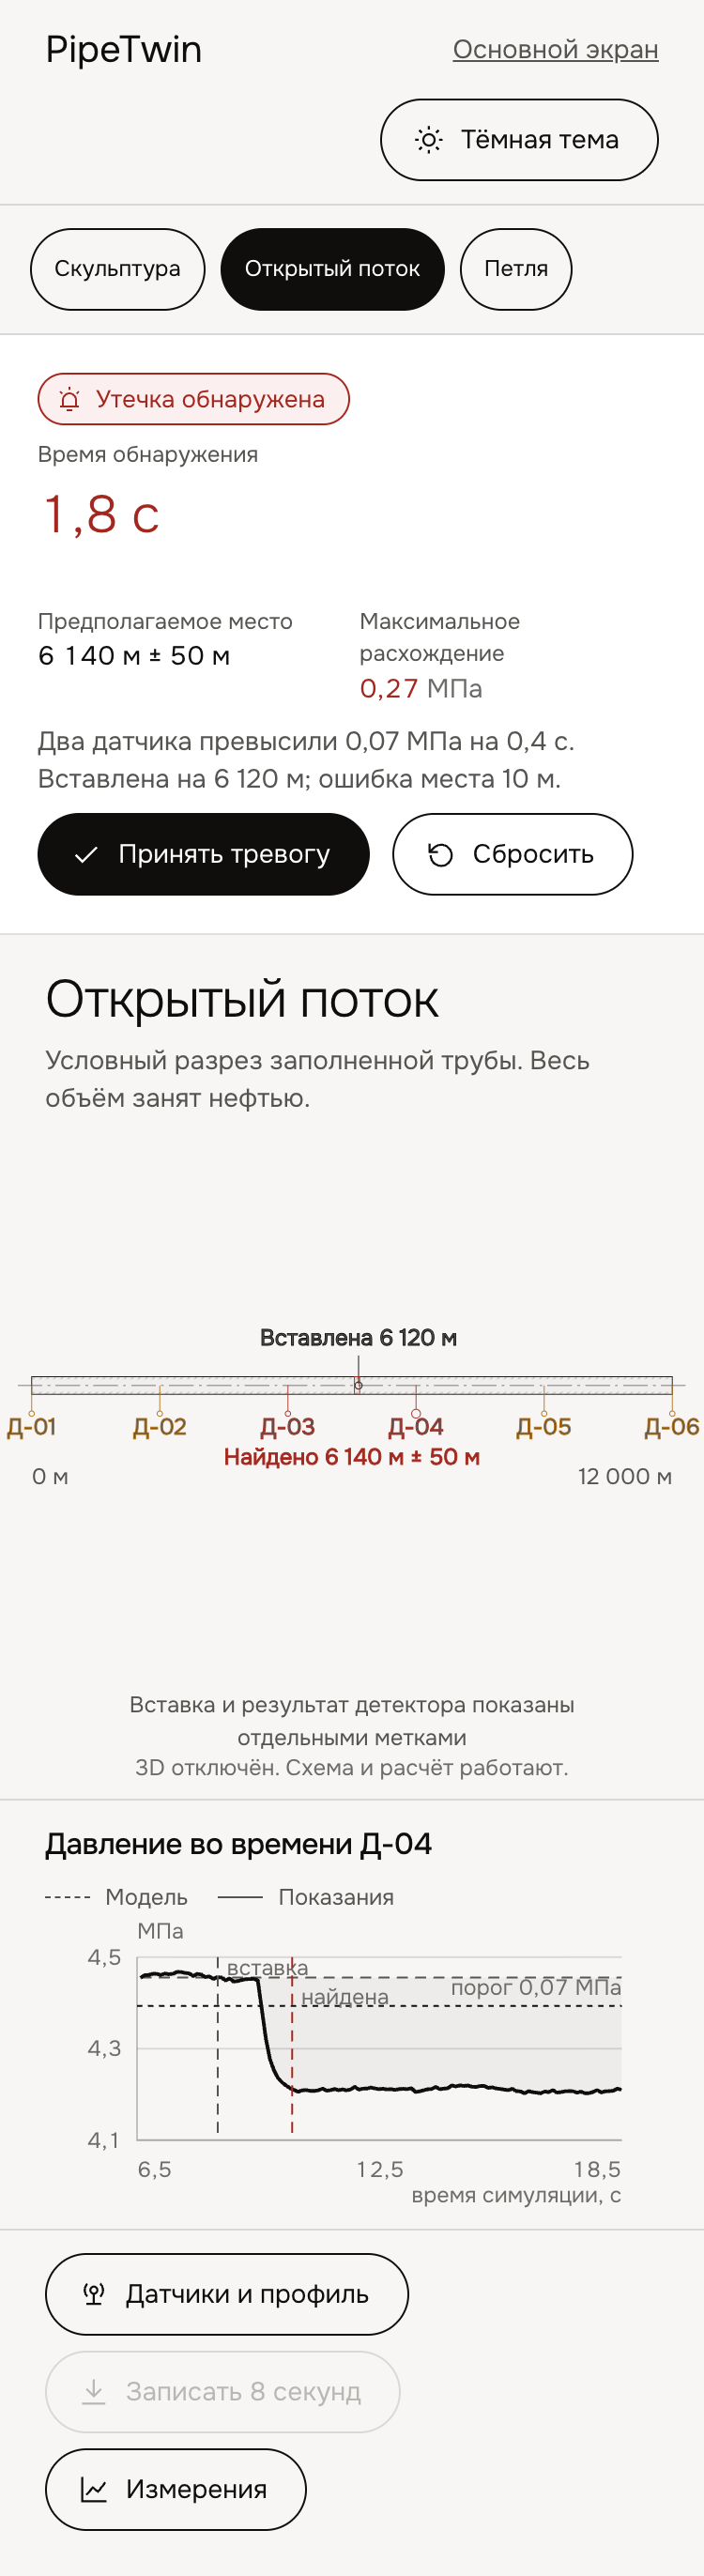 PipeTwin
Основной экран
Тёмная тема
Скульптура
Открытый поток
Петля
Утечка обнаружена
Время обнаружения
1,8 с
Предполагаемое место
6 140 м ± 50 м
Максимальное
расхождение
0,27 МПа
Два датчика превысили 0,07 МПа на 0,4 с.
Вставлена на 6 120 м; ошибка места 10 м.
Принять тревогу
Сбросить
Открытый поток
Условный разрез заполненной трубы. Весь
объём занят нефтью.
Вставлена 6 120 м
Д-01
Д-02
Д-03
Д-04
Д-05
Д-06
Найдено 6 140 м ± 50 м
0 м
12 000 м
Вставка и результат детектора показаны
отдельными метками
3D отключён. Схема и расчёт работают.
Давление во времени Д-04
Модель
Показания
МПа
4,5
вставка
порог 0,07 МПа
найдена
4,3
4,1
6,5
12,5
18,5
время симуляции, с
Датчики и профиль
Записать 8 секунд
Измерения